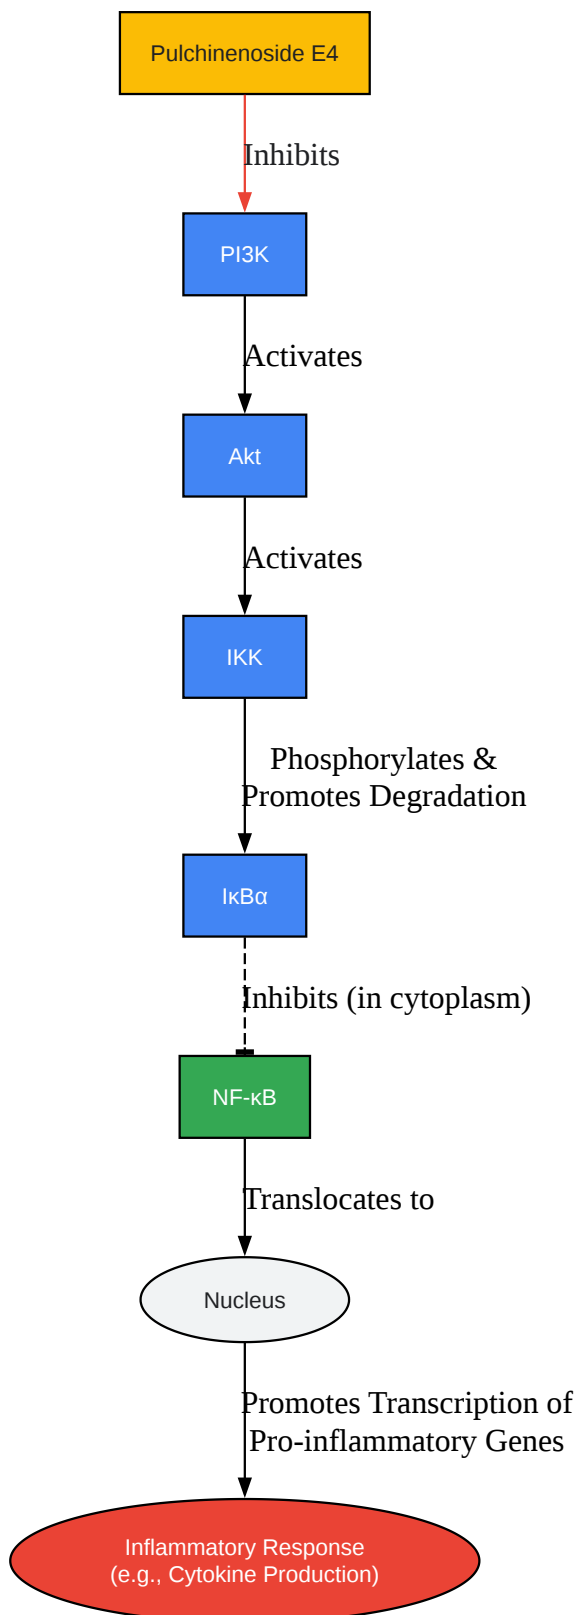 Pulchinenoside E4
Inhibits
PI3K
Activates
Akt
Activates
IKK
Phosphorylates &
Promotes Degradation
IκBα
Inhibits (in cytoplasm)
NF-κB
Translocates to
Nucleus
Promotes Transcription of
Pro-inflammatory Genes
Inflammatory Response
(e.g., Cytokine Production)